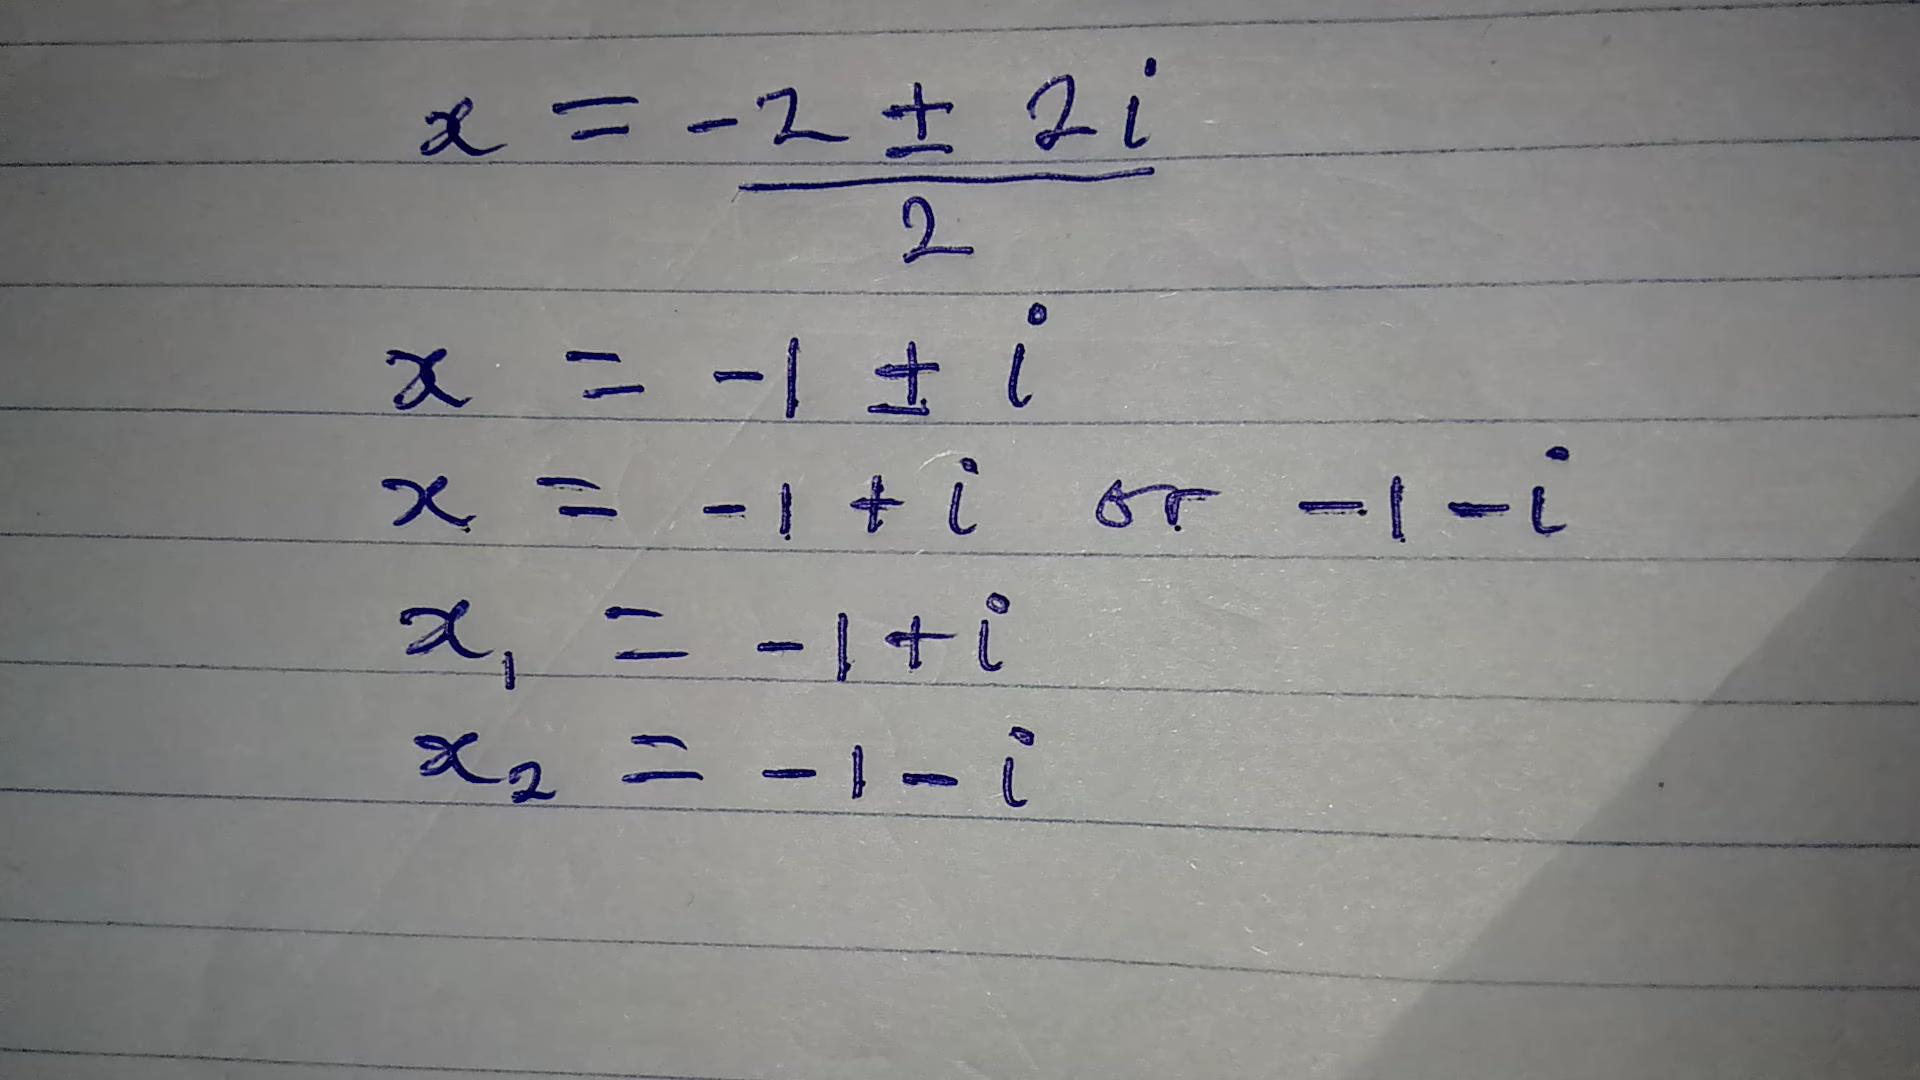 x = -2 ± 2i
2
x = -1 ± i
x = -1 + i or -1 - i
x₁ = -1 + i
x₂ = -1 - i